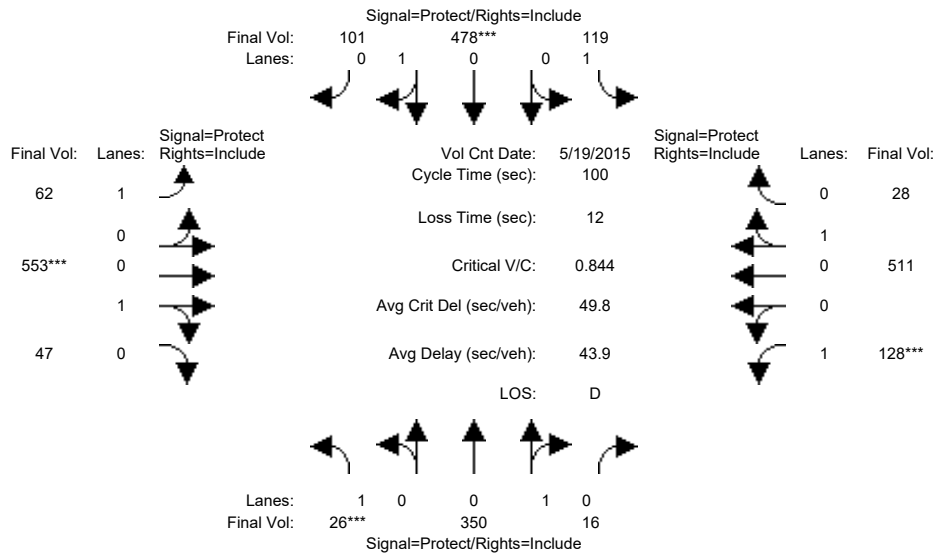 Signal=Protect/Rights=Include
Final Vol: 101 478*** 119
Lanes: 0 1 0 0 1
Signal=Protect Signal=Protect
Final Vol: Lanes: Rights=Include Vol Cnt Date: 5/19/2015 Rights=Include Lanes: Final Vol:
Cycle Time (sec): 100
62 1 0 28
Loss Time (sec): 12
0 1
553*** 0 Critical V/C: 0.844 0 511
1 Avg Crit Del (sec/veh): 49.8 0
47 0 Avg Delay (sec/veh): 43.9 1 128***
LOS: D
Lanes: 1 0 0 1 0
Final Vol: 26*** 350 16
Signal=Protect/Rights=Include